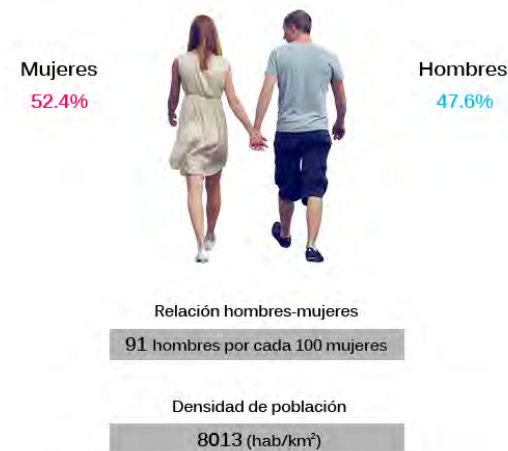 Mujeres
52.4%
Hombres
47.6%
Relación hombres-mujeres
91 hombres por cada 100 mujeres
Densidad de población
8013 (hab/km²)